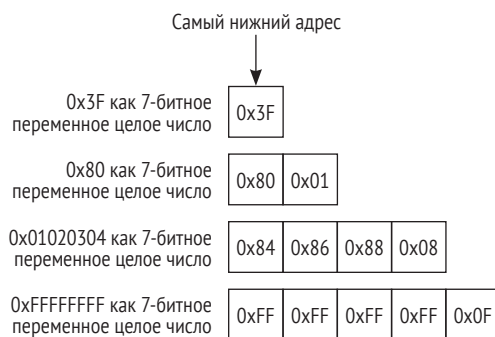 Самый нижний адрес
0x3F как 7-битное
переменное целое число
0x3F
0x80 как 7-битное
переменное целое число
0x80 0x01
0x01020304 как 7-битное
переменное целое число
0x84 0x86 0x88 0x08
0xFFFFFFFF как 7-битное
переменное целое число
0xFF 0xFF 0xFF 0xFF 0x0F